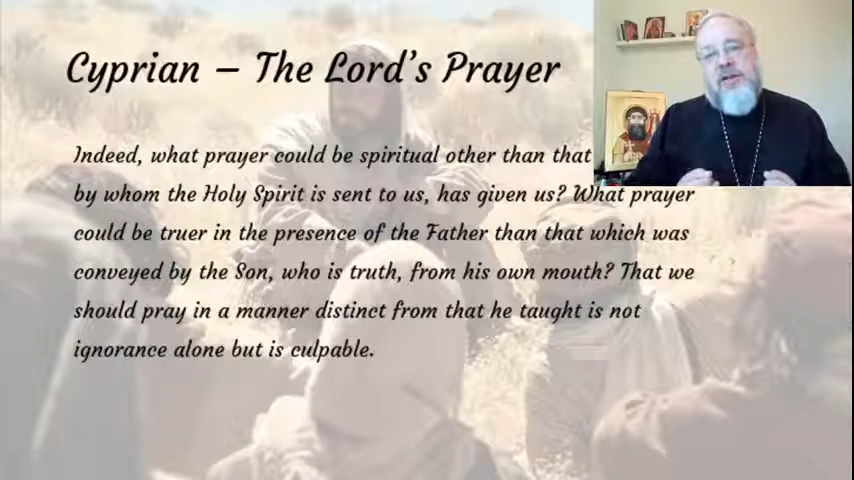 Cyprian – The Lord's Prayer
Indeed, what prayer could be spiritual other than that
by whom the Holy Spirit is sent to us, has given us? What prayer
could be truer in the presence of the Father than that which was
conveyed by the Son, who is truth, from his own mouth? That we
should pray in a manner distinct from that he taught is not
ignorance alone but is culpable.